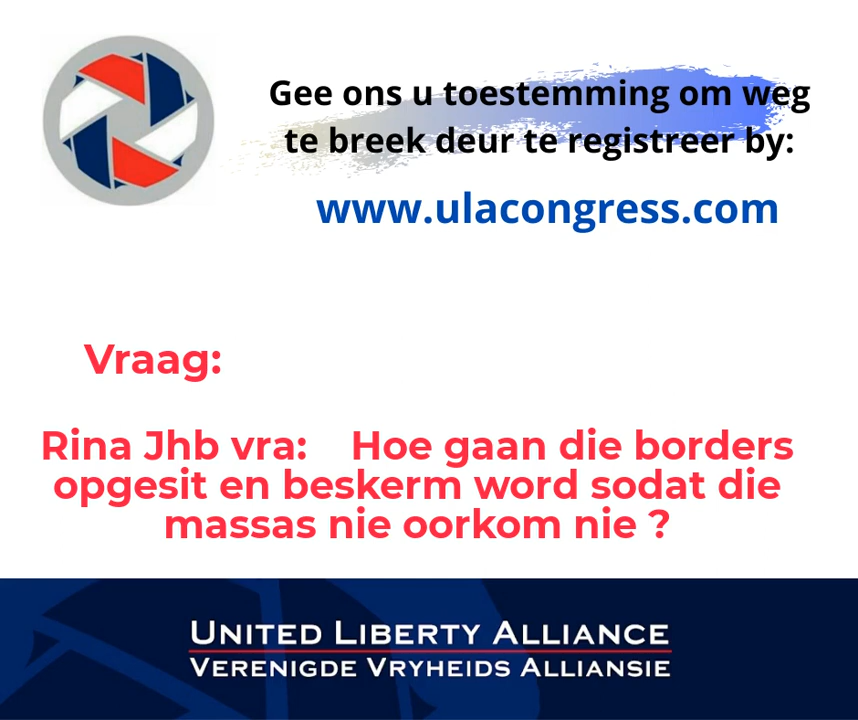 Gee ons u toestemming om weg
te breek deur te registreer by:
www.ulacongress.com
Vraag:
Rina Jhb vra: Hoe gaan die borders
opgesit en beskerm word sodat die
massas nie oorkom nie ?
UNITED LIBERTY ALLIANCE
VERENIGDE VRYHEIDS ALLIANSIE